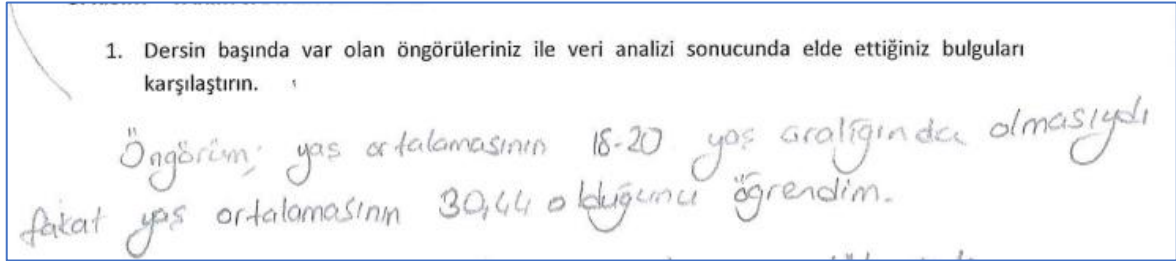 1. Dersin başında var olan öngörüleriniz ile veri analizi sonucunda elde ettiğiniz bulguları
karşılaştırın.
Öngörüm; yaş ortalamasının 18-20 yaş aralığında olmasıydı
fakat yaş ortalamasının 30,44 olduğunu öğrendim.